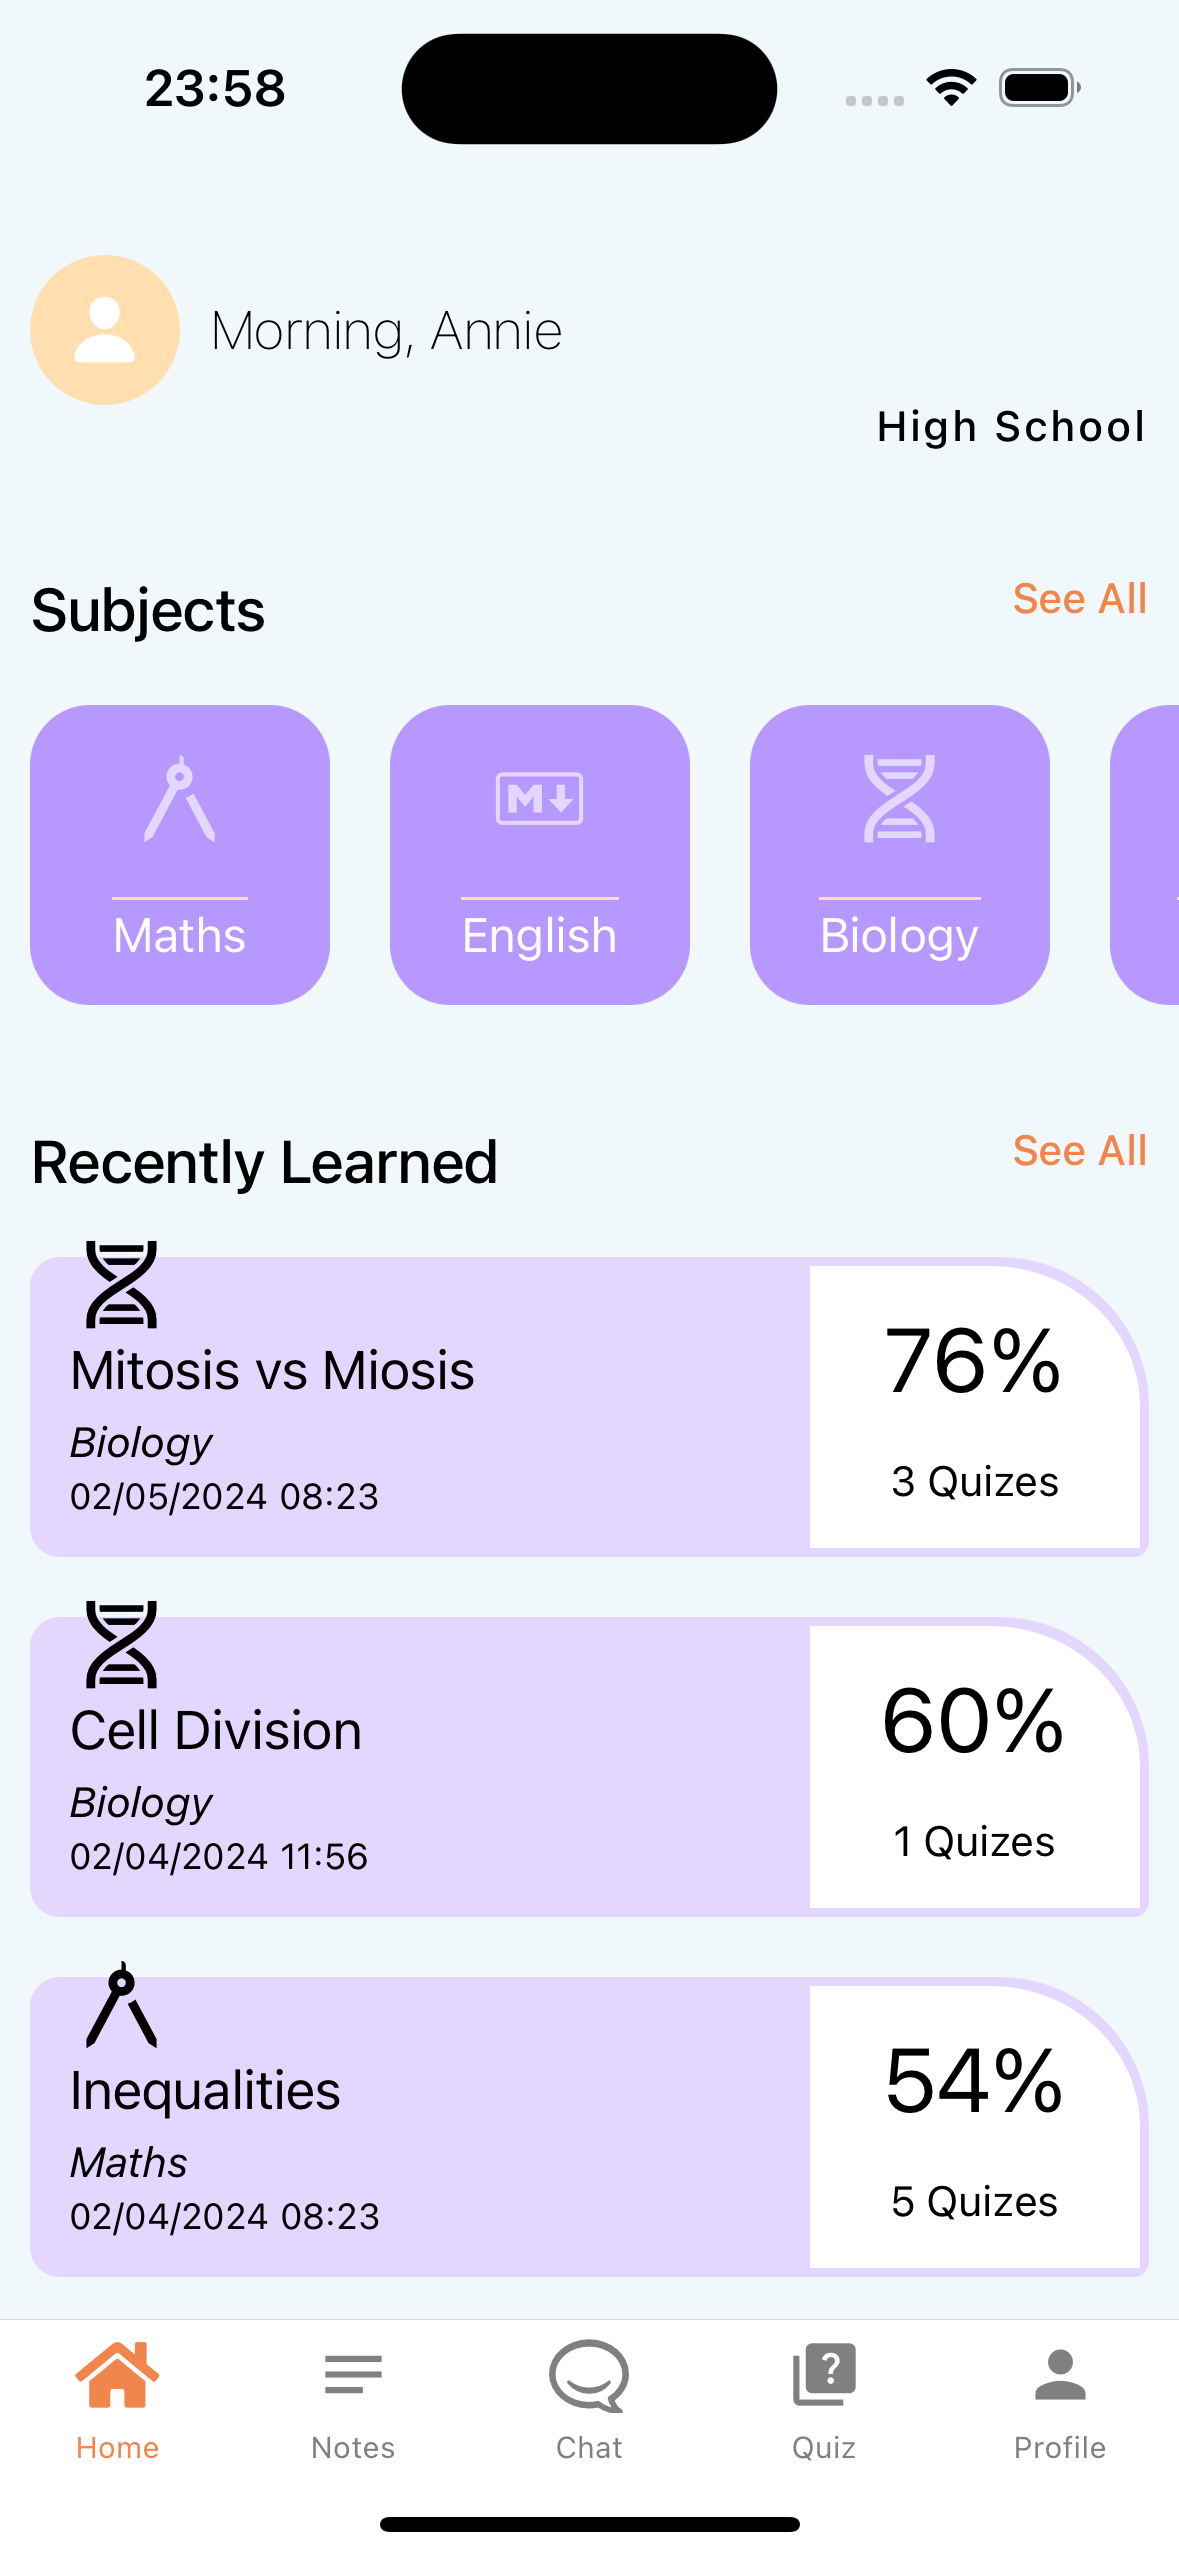 23:58
Morning, Annie
High School
Subjects
See All
Maths
English
Biology
Recently Learned
See All
Mitosis vs Miosis
Biology
02/05/2024 08:23
76%
3 Quizes
Cell Division
Biology
02/04/2024 11:56
60%
1 Quizes
Inequalities
Maths
02/04/2024 08:23
54%
5 Quizes
Home
Notes
Chat
Quiz
Profile